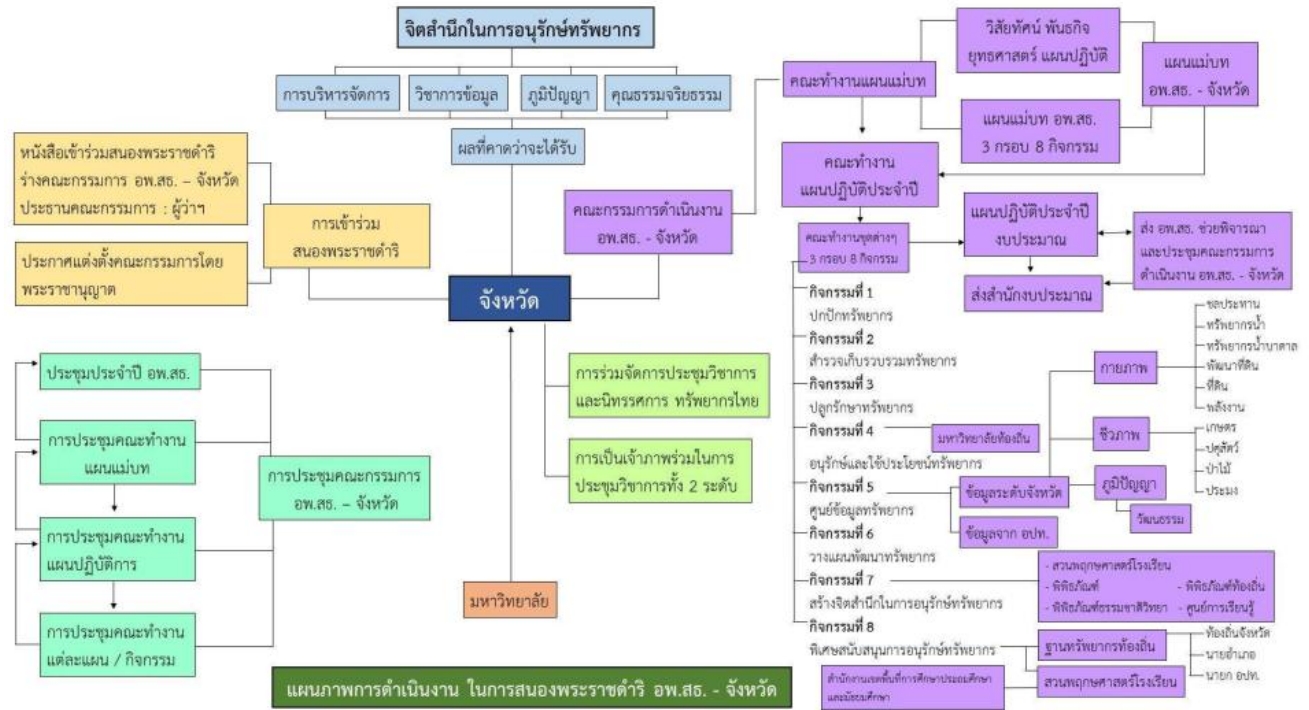 จิตสำนึกในการอนุรักษ์ทรัพยากร
การบริหารจัดการ
วิชาการข้อมูล
ภูมิปัญญา
คุณธรรมจริยธรรม
ผลที่คาดว่าจะได้รับ
หนังสือเข้าร่วมสนองพระราชดำริ
ร่างคณะกรรมการ อพ.สธ. – จังหวัด
ประธานคณะกรรมการ : ผู้ว่าฯ
ประกาศแต่งตั้งคณะกรรมการโดย
พระราชานุญาต
การเข้าร่วม
สนองพระราชดำริ
คณะกรรมการดำเนินงาน
อพ.สธ. - จังหวัด
จังหวัด
คณะทำงานแผนแม่บท
วิสัยทัศน์ พันธกิจ
ยุทธศาสตร์ แผนปฏิบัติ
แผนแม่บท อพ.สธ.
3 กรอบ 8 กิจกรรม
แผนแม่บท
อพ.สธ. - จังหวัด
คณะทำงาน
แผนปฏิบัติประจำปี
คณะทำงานชุดต่างๆ
3 กรอบ 8 กิจกรรม
แผนปฏิบัติประจำปี
งบประมาณ
ส่ง อพ.สธ. ช่วยพิจารณา
และประชุมคณะกรรมการ
ดำเนินงาน อพ.สธ. - จังหวัด
ส่งสำนักงบประมาณ
กิจกรรมที่ 1
ปกปักทรัพยากร
กิจกรรมที่ 2
สำรวจเก็บรวบรวมทรัพยากร
กิจกรรมที่ 3
ปลูกรักษาทรัพยากร
กิจกรรมที่ 4
อนุรักษ์และใช้ประโยชน์ทรัพยากร
กิจกรรมที่ 5
ศูนย์ข้อมูลทรัพยากร
กิจกรรมที่ 6
วางแผนพัฒนาทรัพยากร
กิจกรรมที่ 7
สร้างจิตสำนึกในการอนุรักษ์ทรัพยากร
กิจกรรมที่ 8
พิเศษสนับสนุนการอนุรักษ์ทรัพยากร
มหาวิทยาลัยท้องถิ่น
ข้อมูลระดับจังหวัด
ข้อมูลจาก อปท.
กายภาพ
ชลประทาน
ทรัพยากรน้ำ
ทรัพยากรน้ำบาดาล
พัฒนาที่ดิน
ที่ดิน
พลังงาน
ชีวภาพ
เกษตร
ปศุสัตว์
ป่าไม้
ประมง
ภูมิปัญญา
วัฒนธรรม
- สวนพฤกษศาสตร์โรงเรียน
- พิพิธภัณฑ์ - พิพิธภัณฑ์ท้องถิ่น
- พิพิธภัณฑ์ธรรมชาติวิทยา - ศูนย์การเรียนรู้
ฐานทรัพยากรท้องถิ่น
ท้องถิ่นจังหวัด
นายอำเภอ
นายก อปท.
สวนพฤกษศาสตร์โรงเรียน
สำนักงานเขตพื้นที่การศึกษาประถมศึกษา
และมัธยมศึกษา
ประชุมประจำปี อพ.สธ.
การประชุมคณะทำงาน
แผนแม่บท
การประชุมคณะทำงาน
แผนปฏิบัติการ
การประชุมคณะทำงาน
แต่ละแผน / กิจกรรม
การประชุมคณะกรรมการ
อพ.สธ. – จังหวัด
การร่วมจัดการประชุมวิชาการ
และนิทรรศการ ทรัพยากรไทย
การเป็นเจ้าภาพร่วมในการ
ประชุมวิชาการทั้ง 2 ระดับ
มหาวิทยาลัย
แผนภาพการดำเนินงาน ในการสนองพระราชดำริ อพ.สธ. - จังหวัด